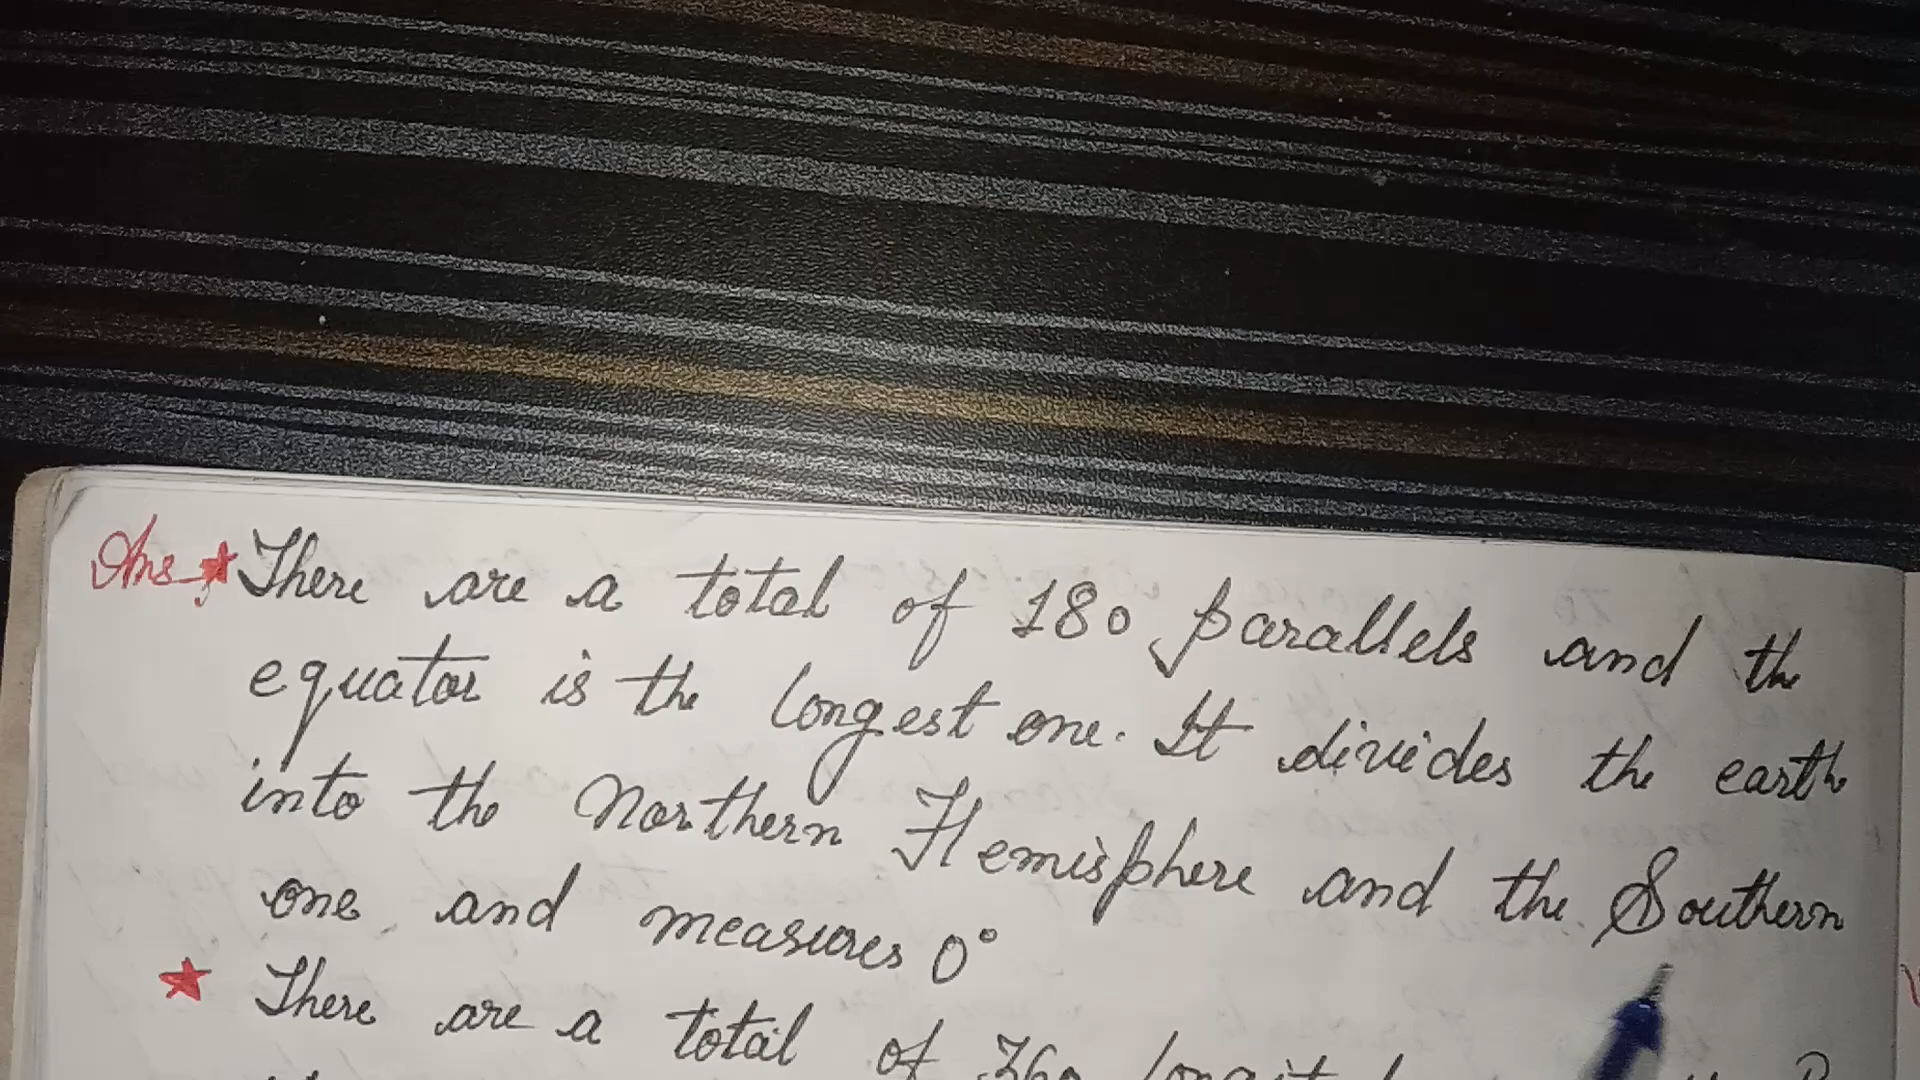 Ans→★ There are a total of 180 parallels and the
equator is the longest one. It divides the earth
into the Northern Hemisphere and the Southern
one and measures 0°
★ There are a total of 360